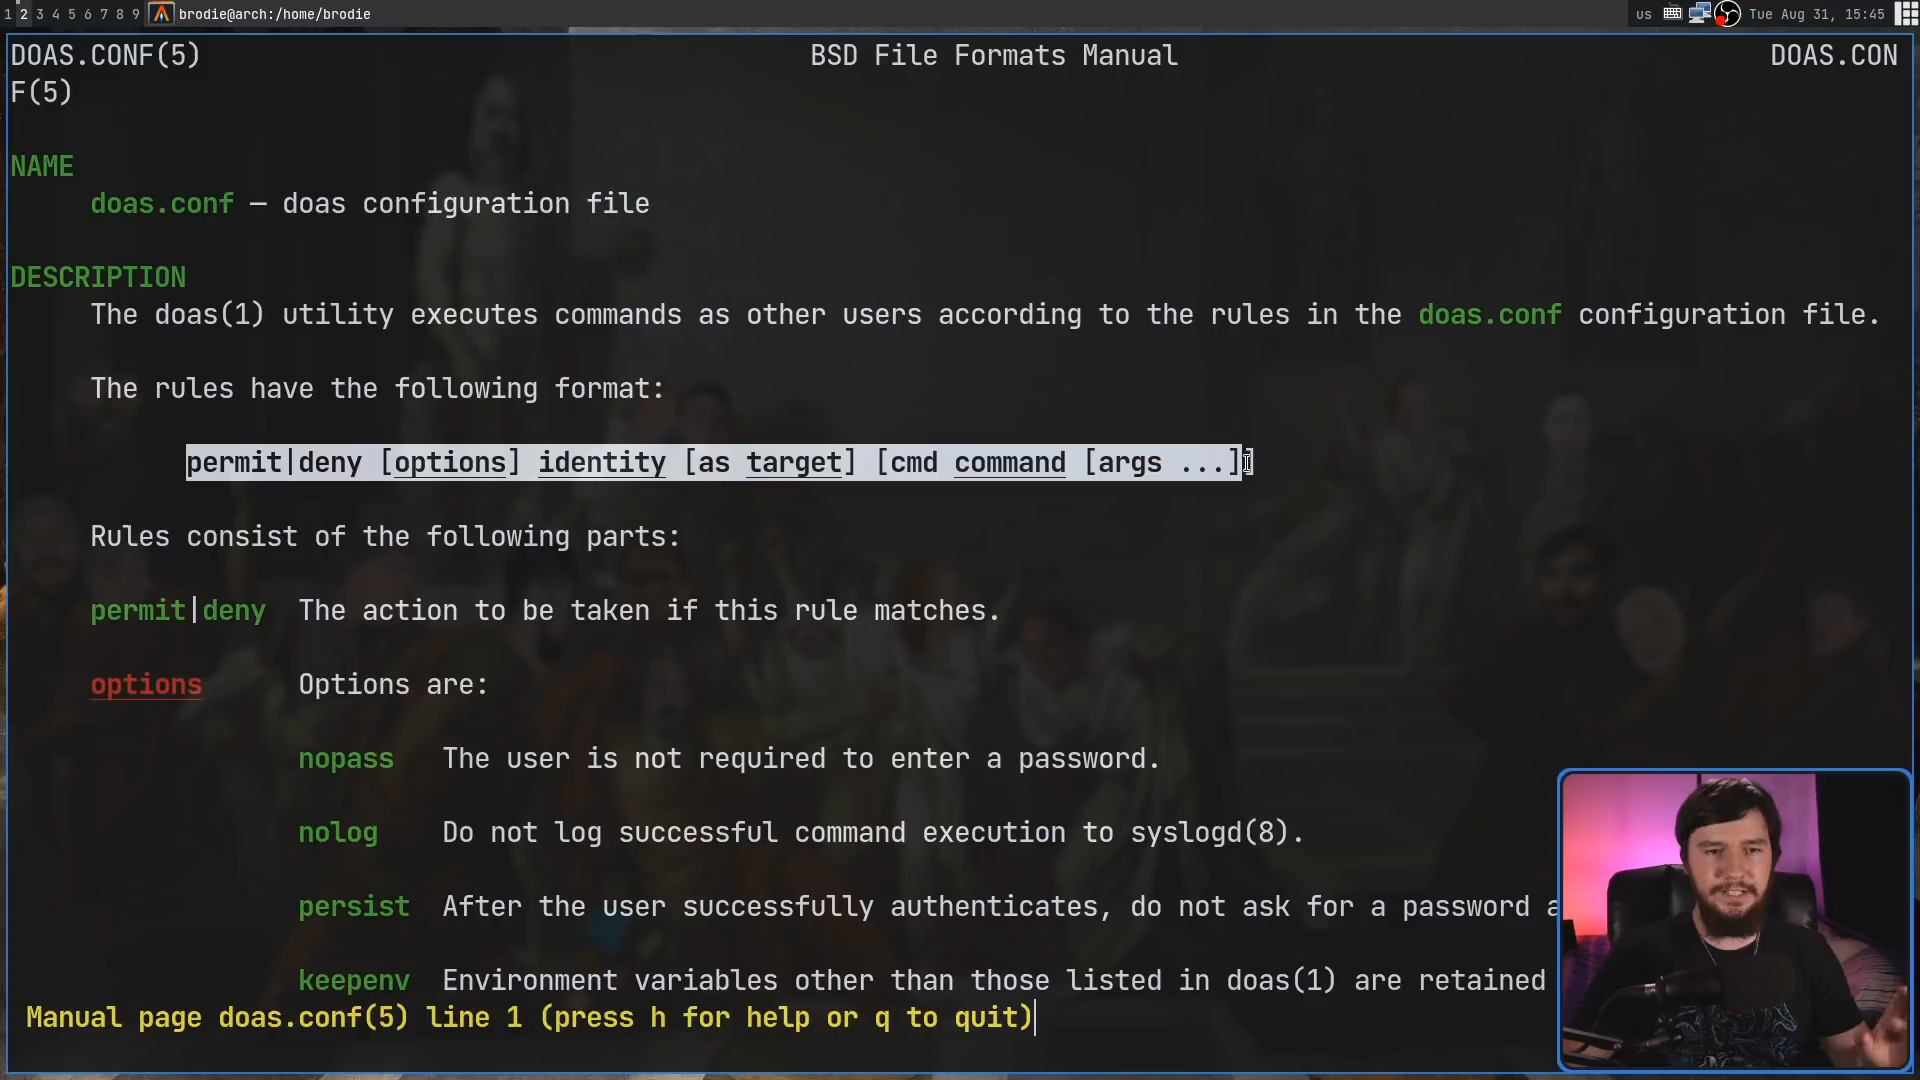 1 2 3 4 5 6 7 8 9 brodie@arch:/home/brodie us Tue Aug 31, 15:45
DOAS.CONF(5) BSD File Formats Manual DOAS.CON
F(5)
NAME
doas.conf — doas configuration file
DESCRIPTION
The doas(1) utility executes commands as other users according to the rules in the doas.conf configuration file.
The rules have the following format:
permit|deny [options] identity [as target] [cmd command [args ...]]
Rules consist of the following parts:
permit|deny The action to be taken if this rule matches.
options Options are:
nopass The user is not required to enter a password.
nolog Do not log successful command execution to syslogd(8).
persist After the user successfully authenticates, do not ask for a password a
keepenv Environment variables other than those listed in doas(1) are retained
Manual page doas.conf(5) line 1 (press h for help or q to quit)